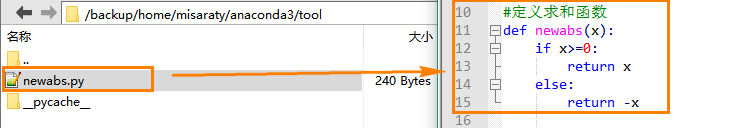 /backup/home/misaraty/anaconda3/tool
名称 大小
..
newabs.py 240 Bytes
__pycache__
10 #定义求和函数
11 def newabs(x):
12     if x>=0:
13         return x
14     else:
15         return -x
16